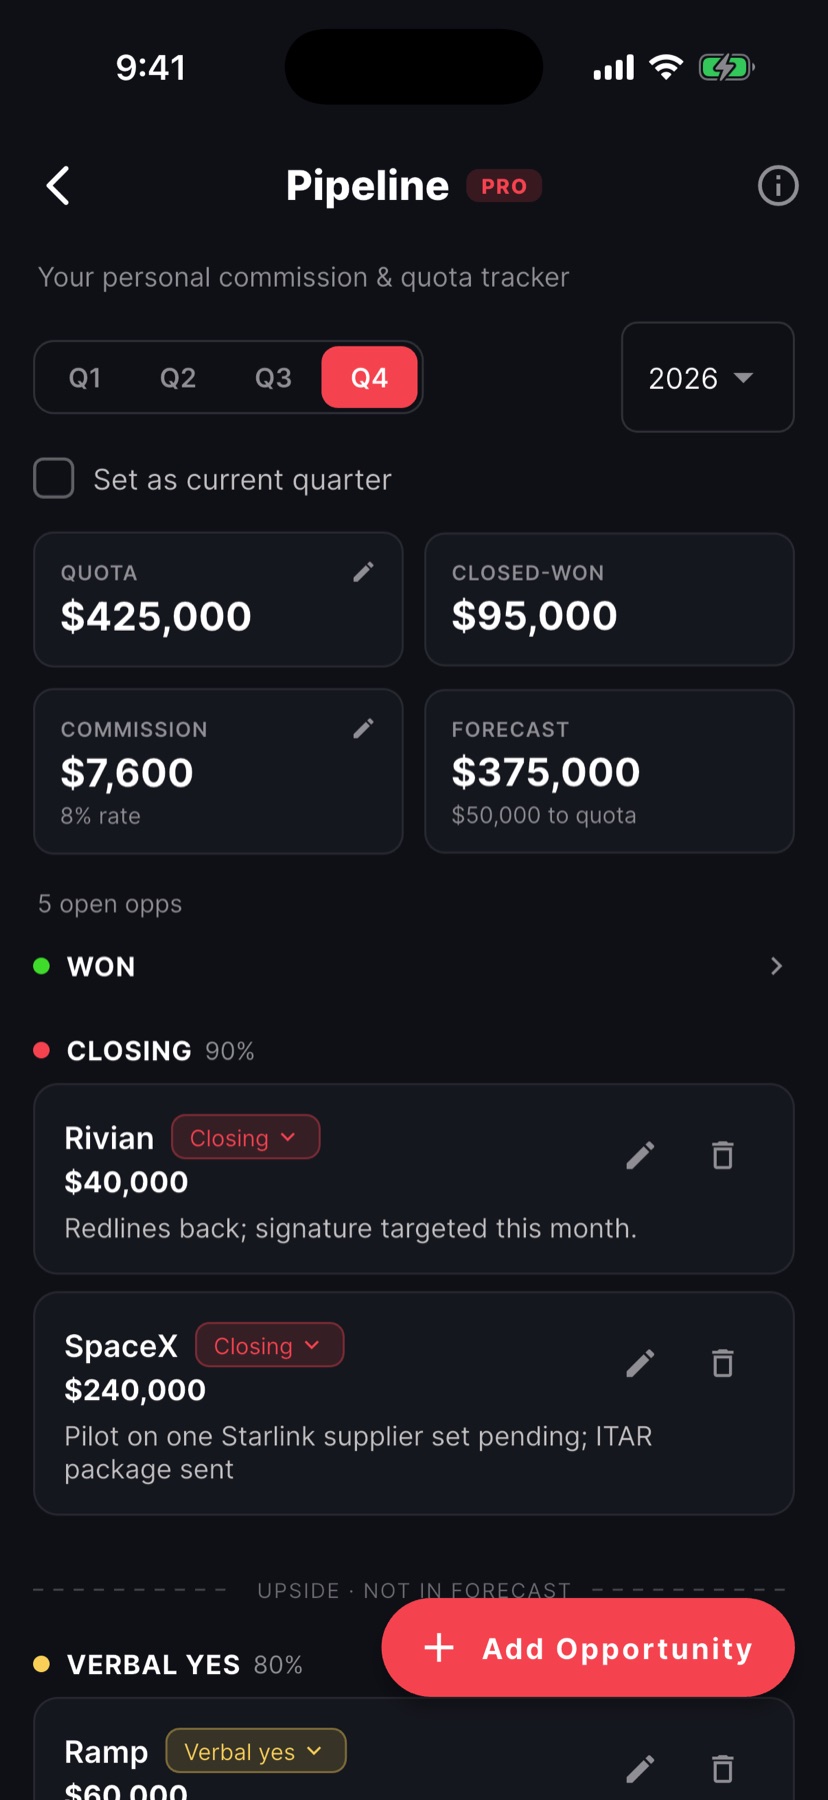 9:41
Pipeline PRO
Your personal commission & quota tracker
Q1 Q2 Q3 Q4 2026
Set as current quarter
QUOTA
$425,000
CLOSED-WON
$95,000
COMMISSION
$7,600
8% rate
FORECAST
$375,000
$50,000 to quota
5 open opps
WON
CLOSING 90%
Rivian Closing
$40,000
Redlines back; signature targeted this month.
SpaceX Closing
$240,000
Pilot on one Starlink supplier set pending; ITAR
package sent
UPSIDE · NOT IN FORECAST
VERBAL YES 80%
+ Add Opportunity
Ramp Verbal yes
$60,000